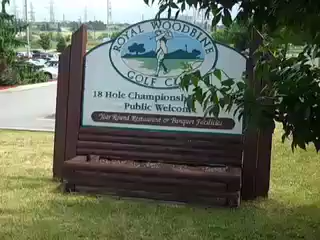 ROYAL WOODBINE
GOLF CLUB
18 Hole Championship
Public Welcome
Year Round Restaurant & Banquet Facilities